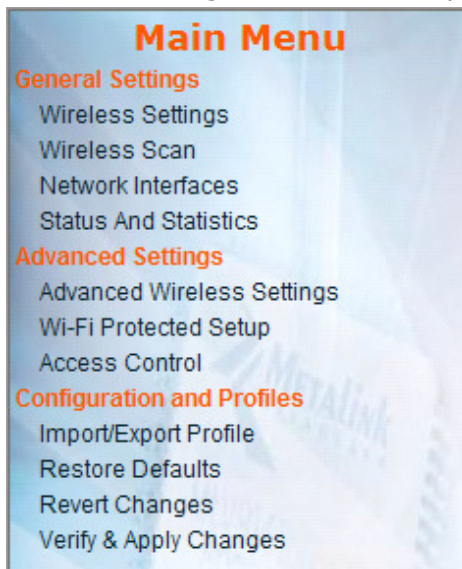 Main Menu
General Settings
Wireless Settings
Wireless Scan
Network Interfaces
Status And Statistics
Advanced Settings
Advanced Wireless Settings
Wi-Fi Protected Setup
Access Control
METALINK
Configuration and Profiles
Import/Export Profile
Restore Defaults
Revert Changes
Verify & Apply Changes